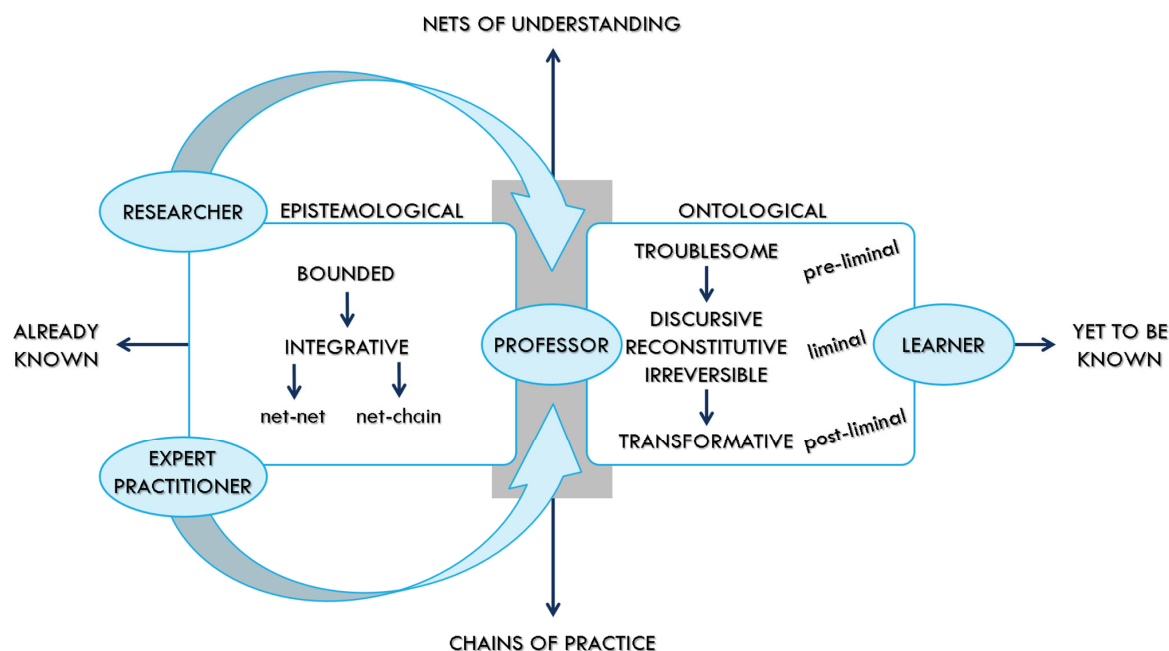 NETS OF UNDERSTANDING
RESEARCHER
EPISTEMOLOGICAL
ONTOLOGICAL
BOUNDED
INTEGRATIVE
net-net
net-chain
ALREADY
KNOWN
PROFESSOR
TROUBLESOME
pre-liminal
DISCURSIVE
RECONSTITUTIVE
IRREVERSIBLE
liminal
TRANSFORMATIVE
post-liminal
LEARNER
YET TO BE
KNOWN
EXPERT
PRACTITIONER
CHAINS OF PRACTICE